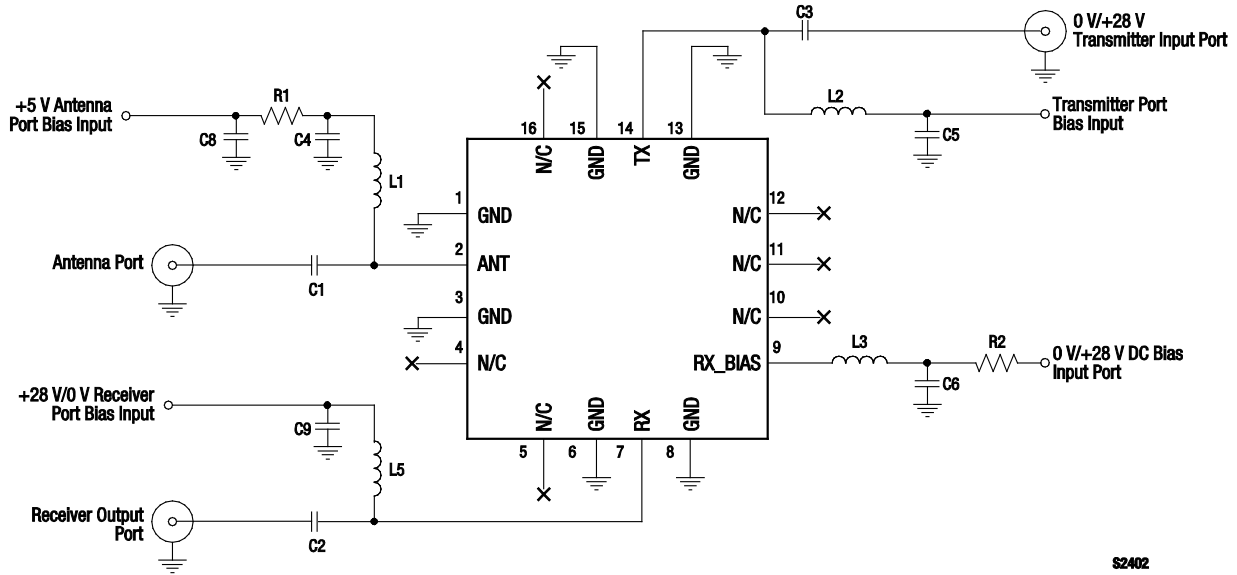 C3
0 V/+28 V
Transmitter Input Port
+5 V Antenna
Port Bias Input
R1
C8
C4
L1
L2
C5
Transmitter Port
Bias Input
16
15
14
13
N/C
GND
TX
GND
1
GND
2
ANT
3
GND
4
N/C
12
N/C
11
N/C
10
N/C
9
RX_BIAS
Antenna Port
C1
L3
R2
C6
0 V/+28 V DC Bias
Input Port
+28 V/0 V Receiver
Port Bias Input
C9
L5
N/C
GND
RX
GND
5
6
7
8
Receiver Output
Port
C2
S2402